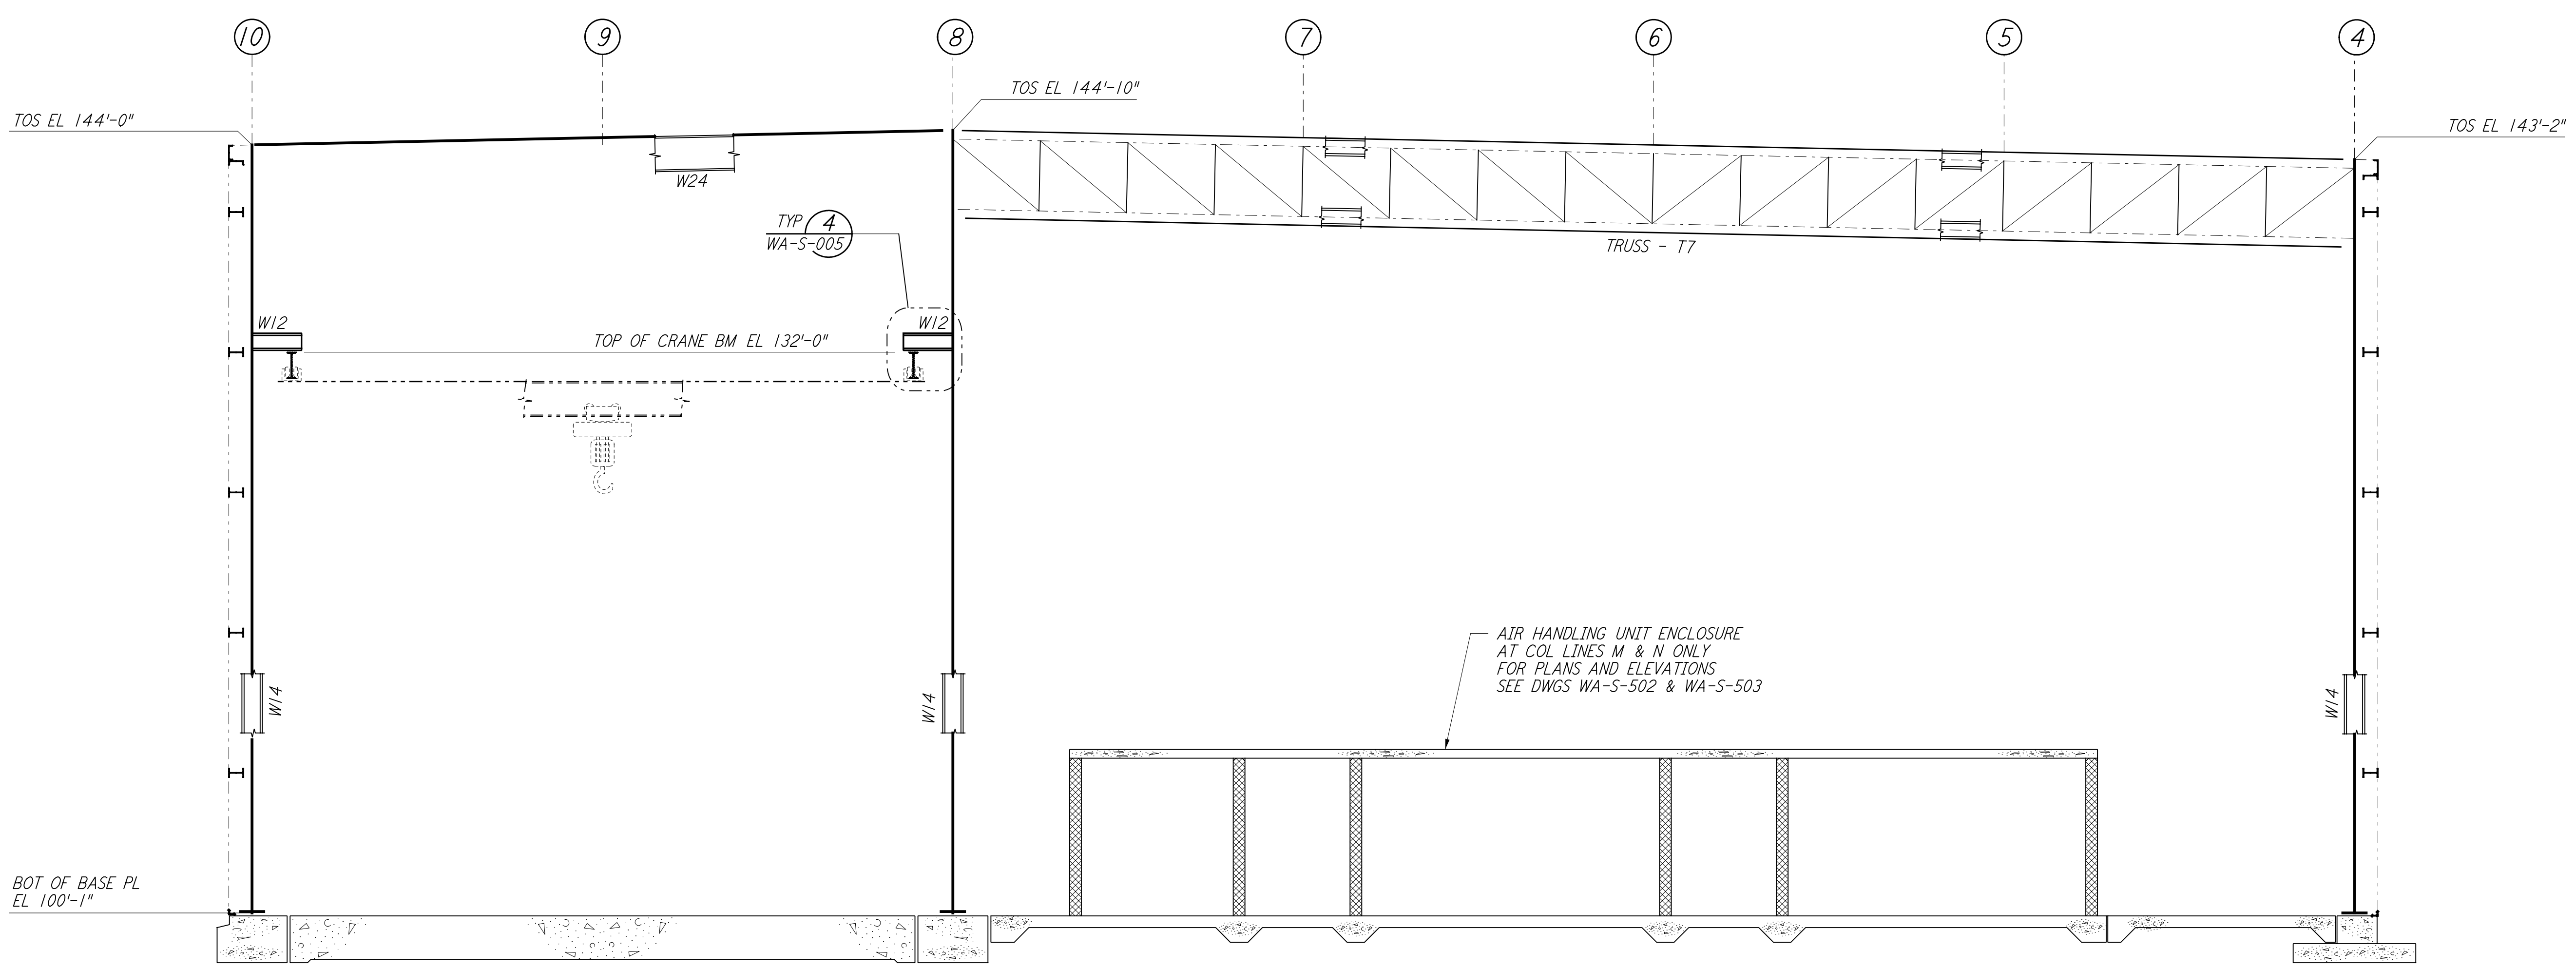 10
9
8
7
6
5
4
TOS EL 144'-10"
TOS EL 144'-0"
TOS EL 143'-2"
W24
TYP 4
WA-S-005
TRUSS - T7
W12
W12
TOP OF CRANE BM EL 132'-0"
AIR HANDLING UNIT ENCLOSURE
AT COL LINES M & N ONLY
FOR PLANS AND ELEVATIONS
SEE DWGS WA-S-502 & WA-S-503
W14
W14
W14
BOT OF BASE PL
EL 100'-1"